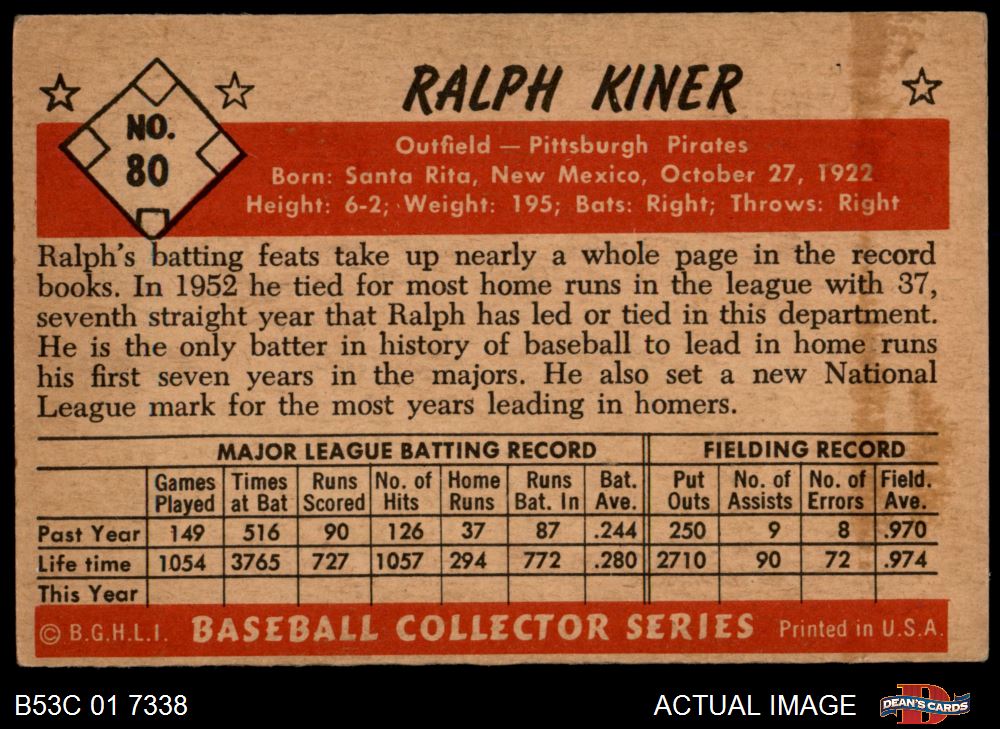 RALPH KINER
NO.
80
Outfield — Pittsburgh Pirates
Born: Santa Rita, New Mexico, October 27, 1922
Height: 6-2; Weight: 195; Bats: Right; Throws: Right
Ralph's batting feats take up nearly a whole page in the record
books. In 1952 he tied for most home runs in the league with 37,
seventh straight year that Ralph has led or tied in this department.
He is the only batter in history of baseball to lead in home runs
his first seven years in the majors. He also set a new National
League mark for the most years leading in homers.
MAJOR LEAGUE BATTING RECORD FIELDING RECORD
Games Times Runs No. of Home Runs Bat. Put No. of No. of Field.
Played at Bat Scored Hits Runs Bat. In Ave. Outs Assists Errors Ave.
Past Year 149 516 90 126 37 87 .244 250 9 8 .970
Life time 1054 3765 727 1057 294 772 .280 2710 90 72 .974
This Year
© B.G.H.L.I. BASEBALL COLLECTOR SERIES Printed in U.S.A.
B53C 01 7338 ACTUAL IMAGE DEAN'S CARDS